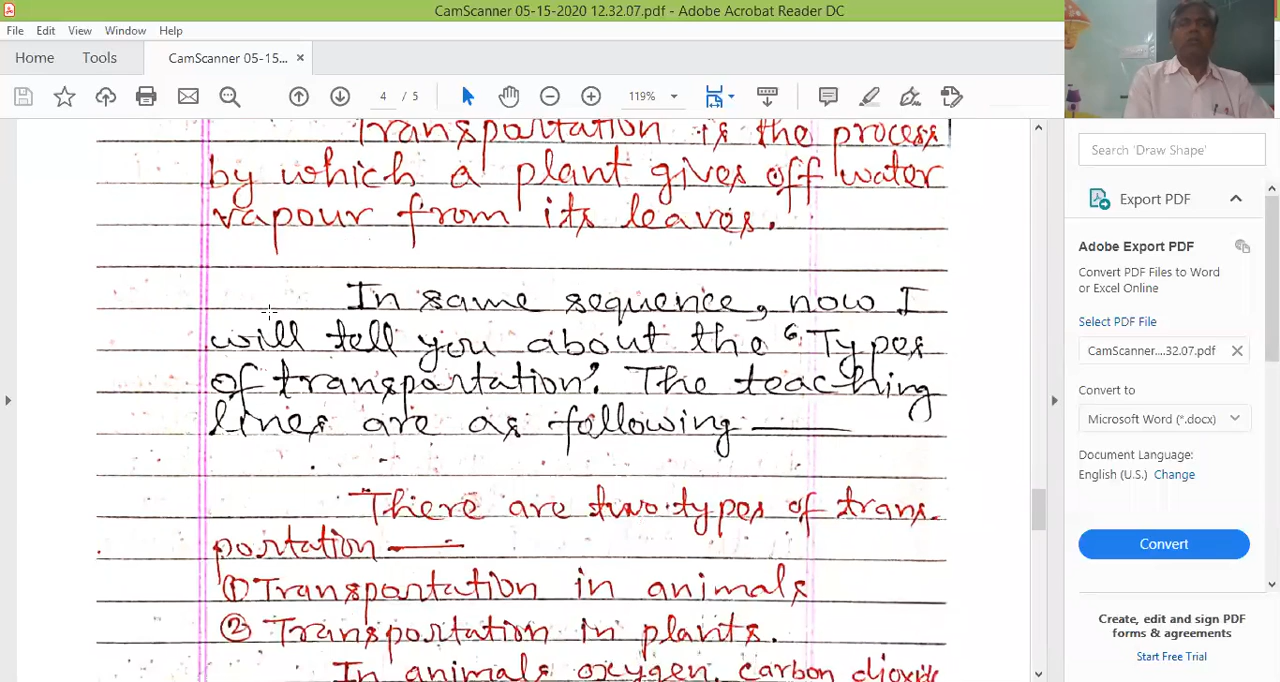 CamScanner 05-15-2020 12.32.07.pdf - Adobe Acrobat Reader DC
File Edit View Window Help
Home Tools CamScanner 05-15... ×
4 / 5 119%
Transportation is the process
by which a plant gives off water
vapour from its leaves.
In same sequence, now I
will tell you about the "Types
of transportation". The teaching
lines are as following —
There are two types of trans-
portation —
① Transportation in animals
② Transportation in plants.
In animals oxygen, carbon dioxide
Search 'Draw Shape'
Export PDF
Adobe Export PDF
Convert PDF Files to Word
or Excel Online
Select PDF File
CamScanner....32.07.pdf
Convert to
Microsoft Word (*.docx)
Document Language:
English (U.S.) Change
Convert
Create, edit and sign PDF
forms & agreements
Start Free Trial